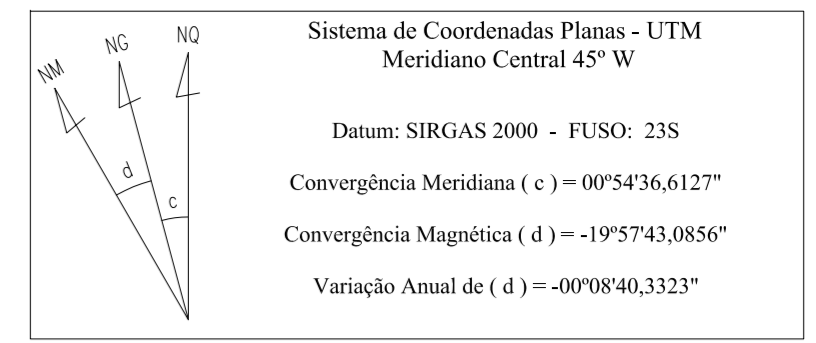 NM
NG
NQ
d
c
Sistema de Coordenadas Planas - UTM
Meridiano Central 45º W
Datum: SIRGAS 2000 - FUSO: 23S
Convergência Meridiana ( c ) = 00º54'36,6127"
Convergência Magnética ( d ) = -19º57'43,0856"
Variação Anual de ( d ) = -00º08'40,3323"